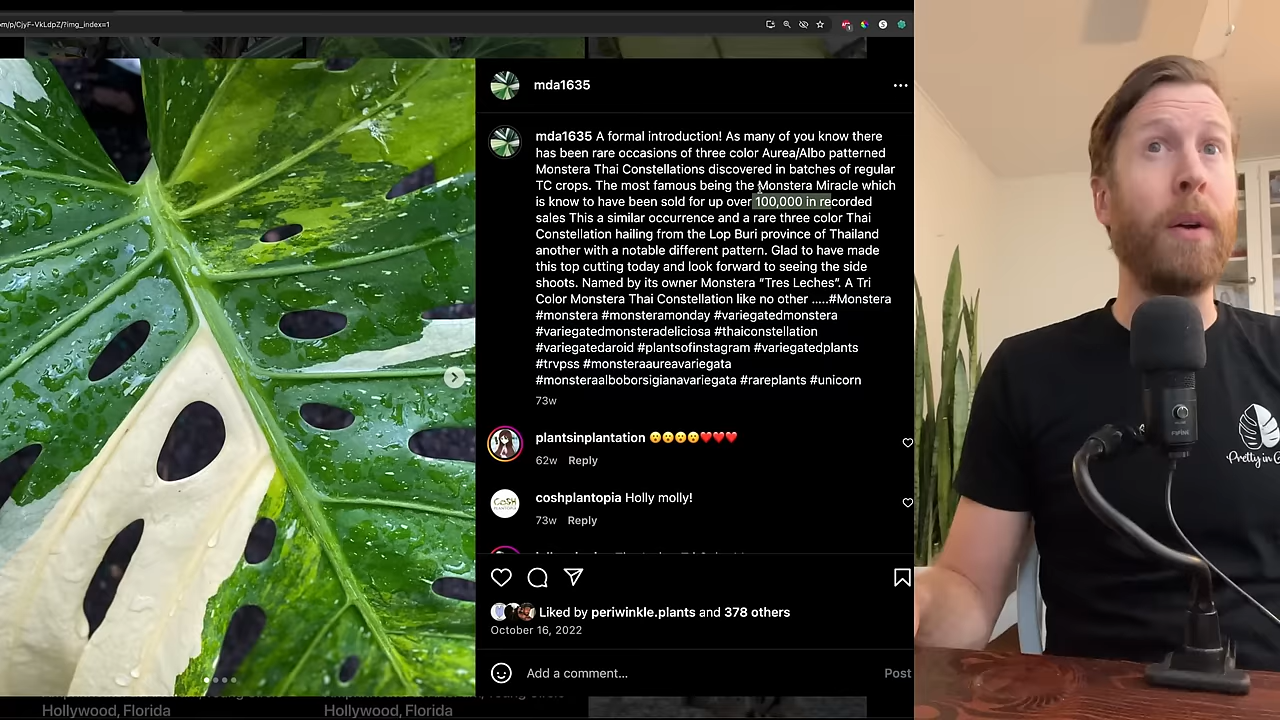 om/p/CjyF-VkLdpZ/?img_index=1
mda1635
mda1635 A formal introduction! As many of you know there
has been rare occasions of three color Aurea/Albo patterned
Monstera Thai Constellations discovered in batches of regular
TC crops. The most famous being the Monstera Miracle which
is know to have been sold for up over 100,000 in recorded
sales This a similar occurrence and a rare three color Thai
Constellation hailing from the Lop Buri province of Thailand
another with a notable different pattern. Glad to have made
this top cutting today and look forward to seeing the side
shoots. Named by its owner Monstera "Tres Leches". A Tri
Color Monstera Thai Constellation like no other .....#Monstera
#monstera #monsteramonday #variegatedmonstera
#variegatedmonsteradeliciosa #thaiconstellation
#variegatedaroid #plantsofinstagram #variegatedplants
#trvpss #monsteraaureavariegata
#monsteraalboborsigianavariegata #rareplants #unicorn
73w
plantsinplantation 😮😮😮😮❤️❤️❤️
62w Reply
coshplantopia Holly molly!
73w Reply
Liked by periwinkle.plants and 378 others
October 16, 2022
Add a comment...
Post
Hollywood, Florida
Hollywood, Florida
Pretty in